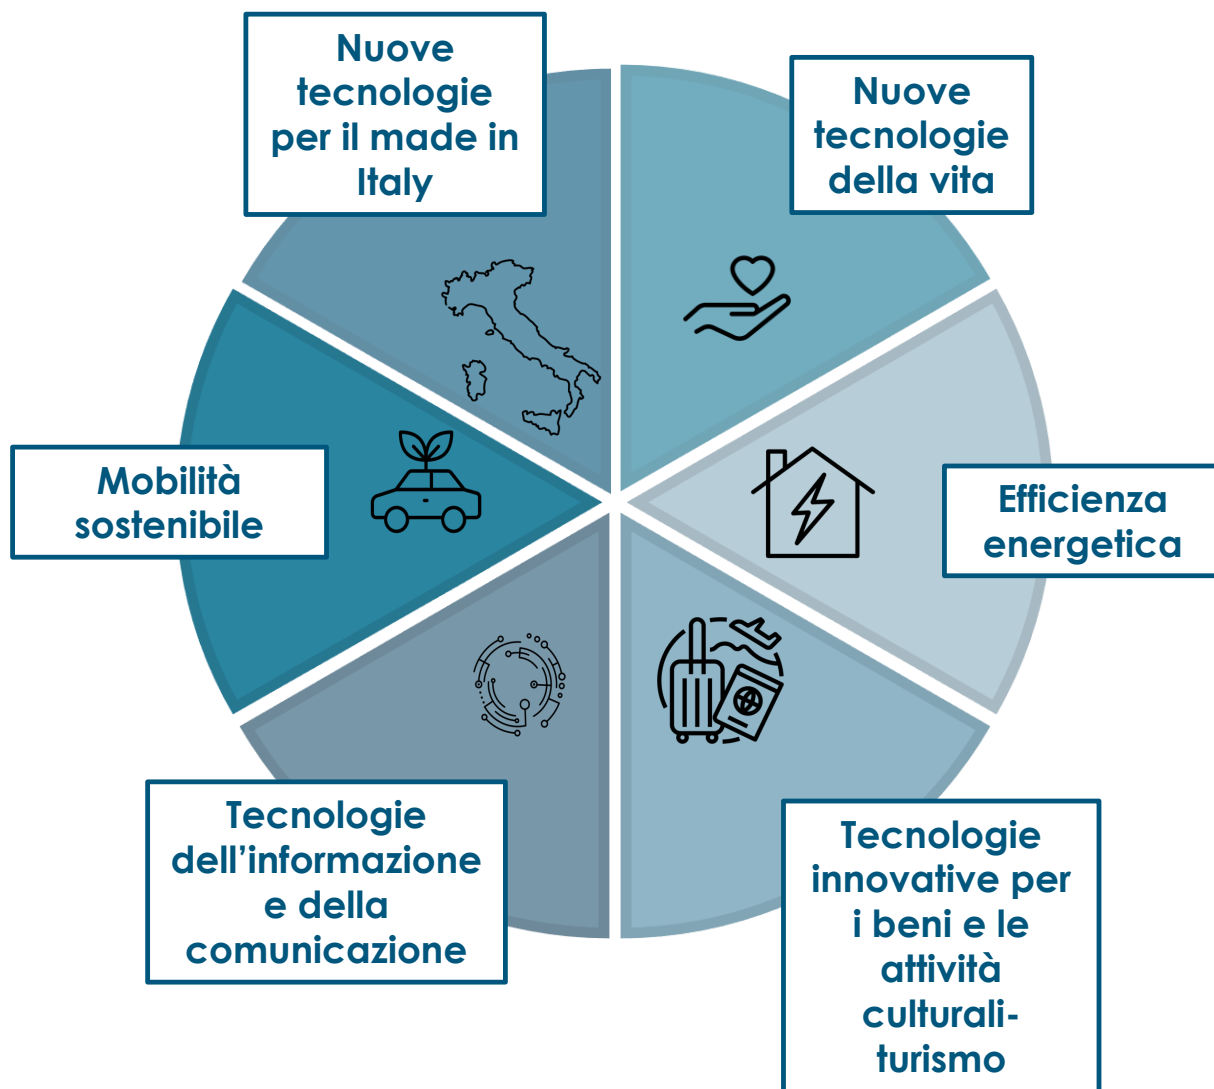 Nuove
tecnologie
per il made in
Italy
Nuove
tecnologie
della vita
Mobilità
sostenibile
Efficienza
energetica
Tecnologie
dell’informazione
e della
comunicazione
Tecnologie
innovative per
i beni e le
attività
culturali-
turismo